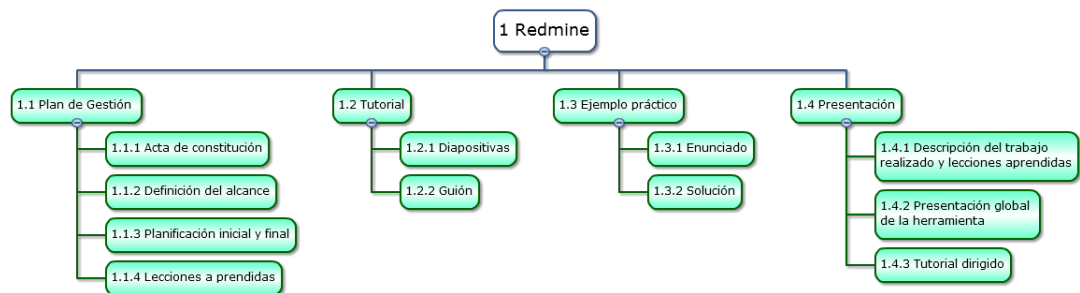 1 Redmine
1.1 Plan de Gestión
1.1.1 Acta de constitución
1.1.2 Definición del alcance
1.1.3 Planificación inicial y final
1.1.4 Lecciones a prendidas
1.2 Tutorial
1.2.1 Diapositivas
1.2.2 Guión
1.3 Ejemplo práctico
1.3.1 Enunciado
1.3.2 Solución
1.4 Presentación
1.4.1 Descripción del trabajo
realizado y lecciones aprendidas
1.4.2 Presentación global
de la herramienta
1.4.3 Tutorial dirigido